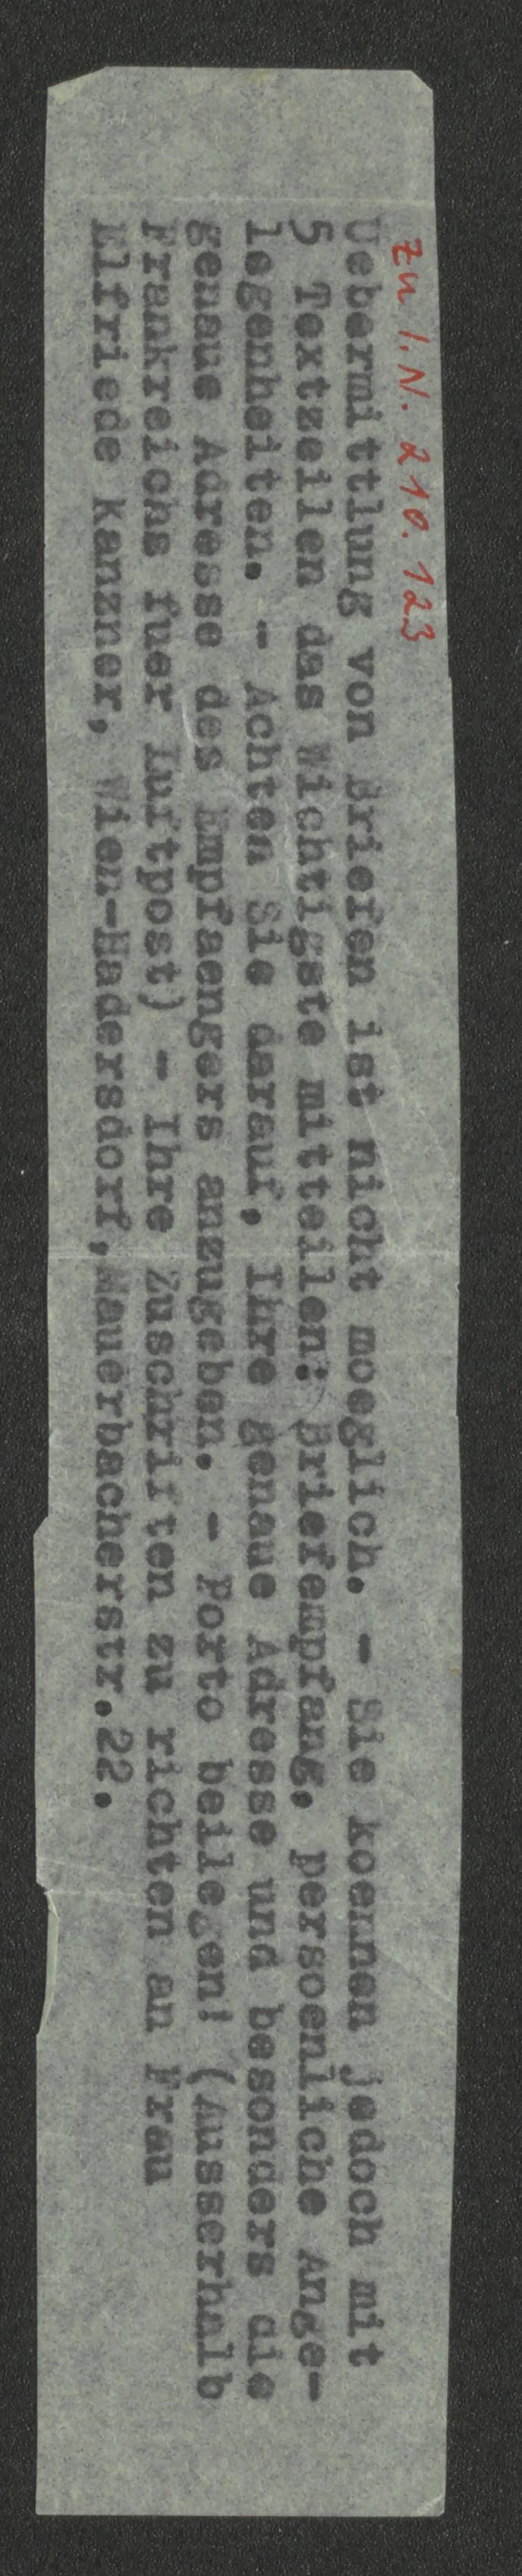 zu I.N. 210.123
Uebermittlung von Briefen ist nicht moeglich. - Sie koennen jedoch mit
5 Textzeilen das Wichtigste mitteilen: Briefempfang, persoenliche Ange-
legenheiten. - Achten Sie darauf, Ihre genaue Adresse und besonders die
genaue Adresse des Empfaengers anzugeben. - Porto beilegen! (Ausserhalb
Frankreichs fuer Luftpost) - Ihre Zuschriften zu richten an Frau
Elfriede Kanzner, Wien-Hadersdorf, Mauerbacherstr.22.